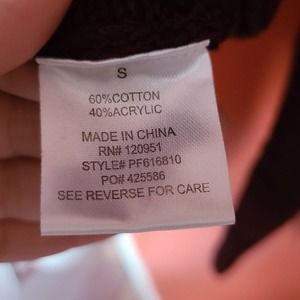 S
60%COTTON
40%ACRYLIC
MADE IN CHINA
RN# 120951
STYLE# PF616810
PO# 425586
SEE REVERSE FOR CARE